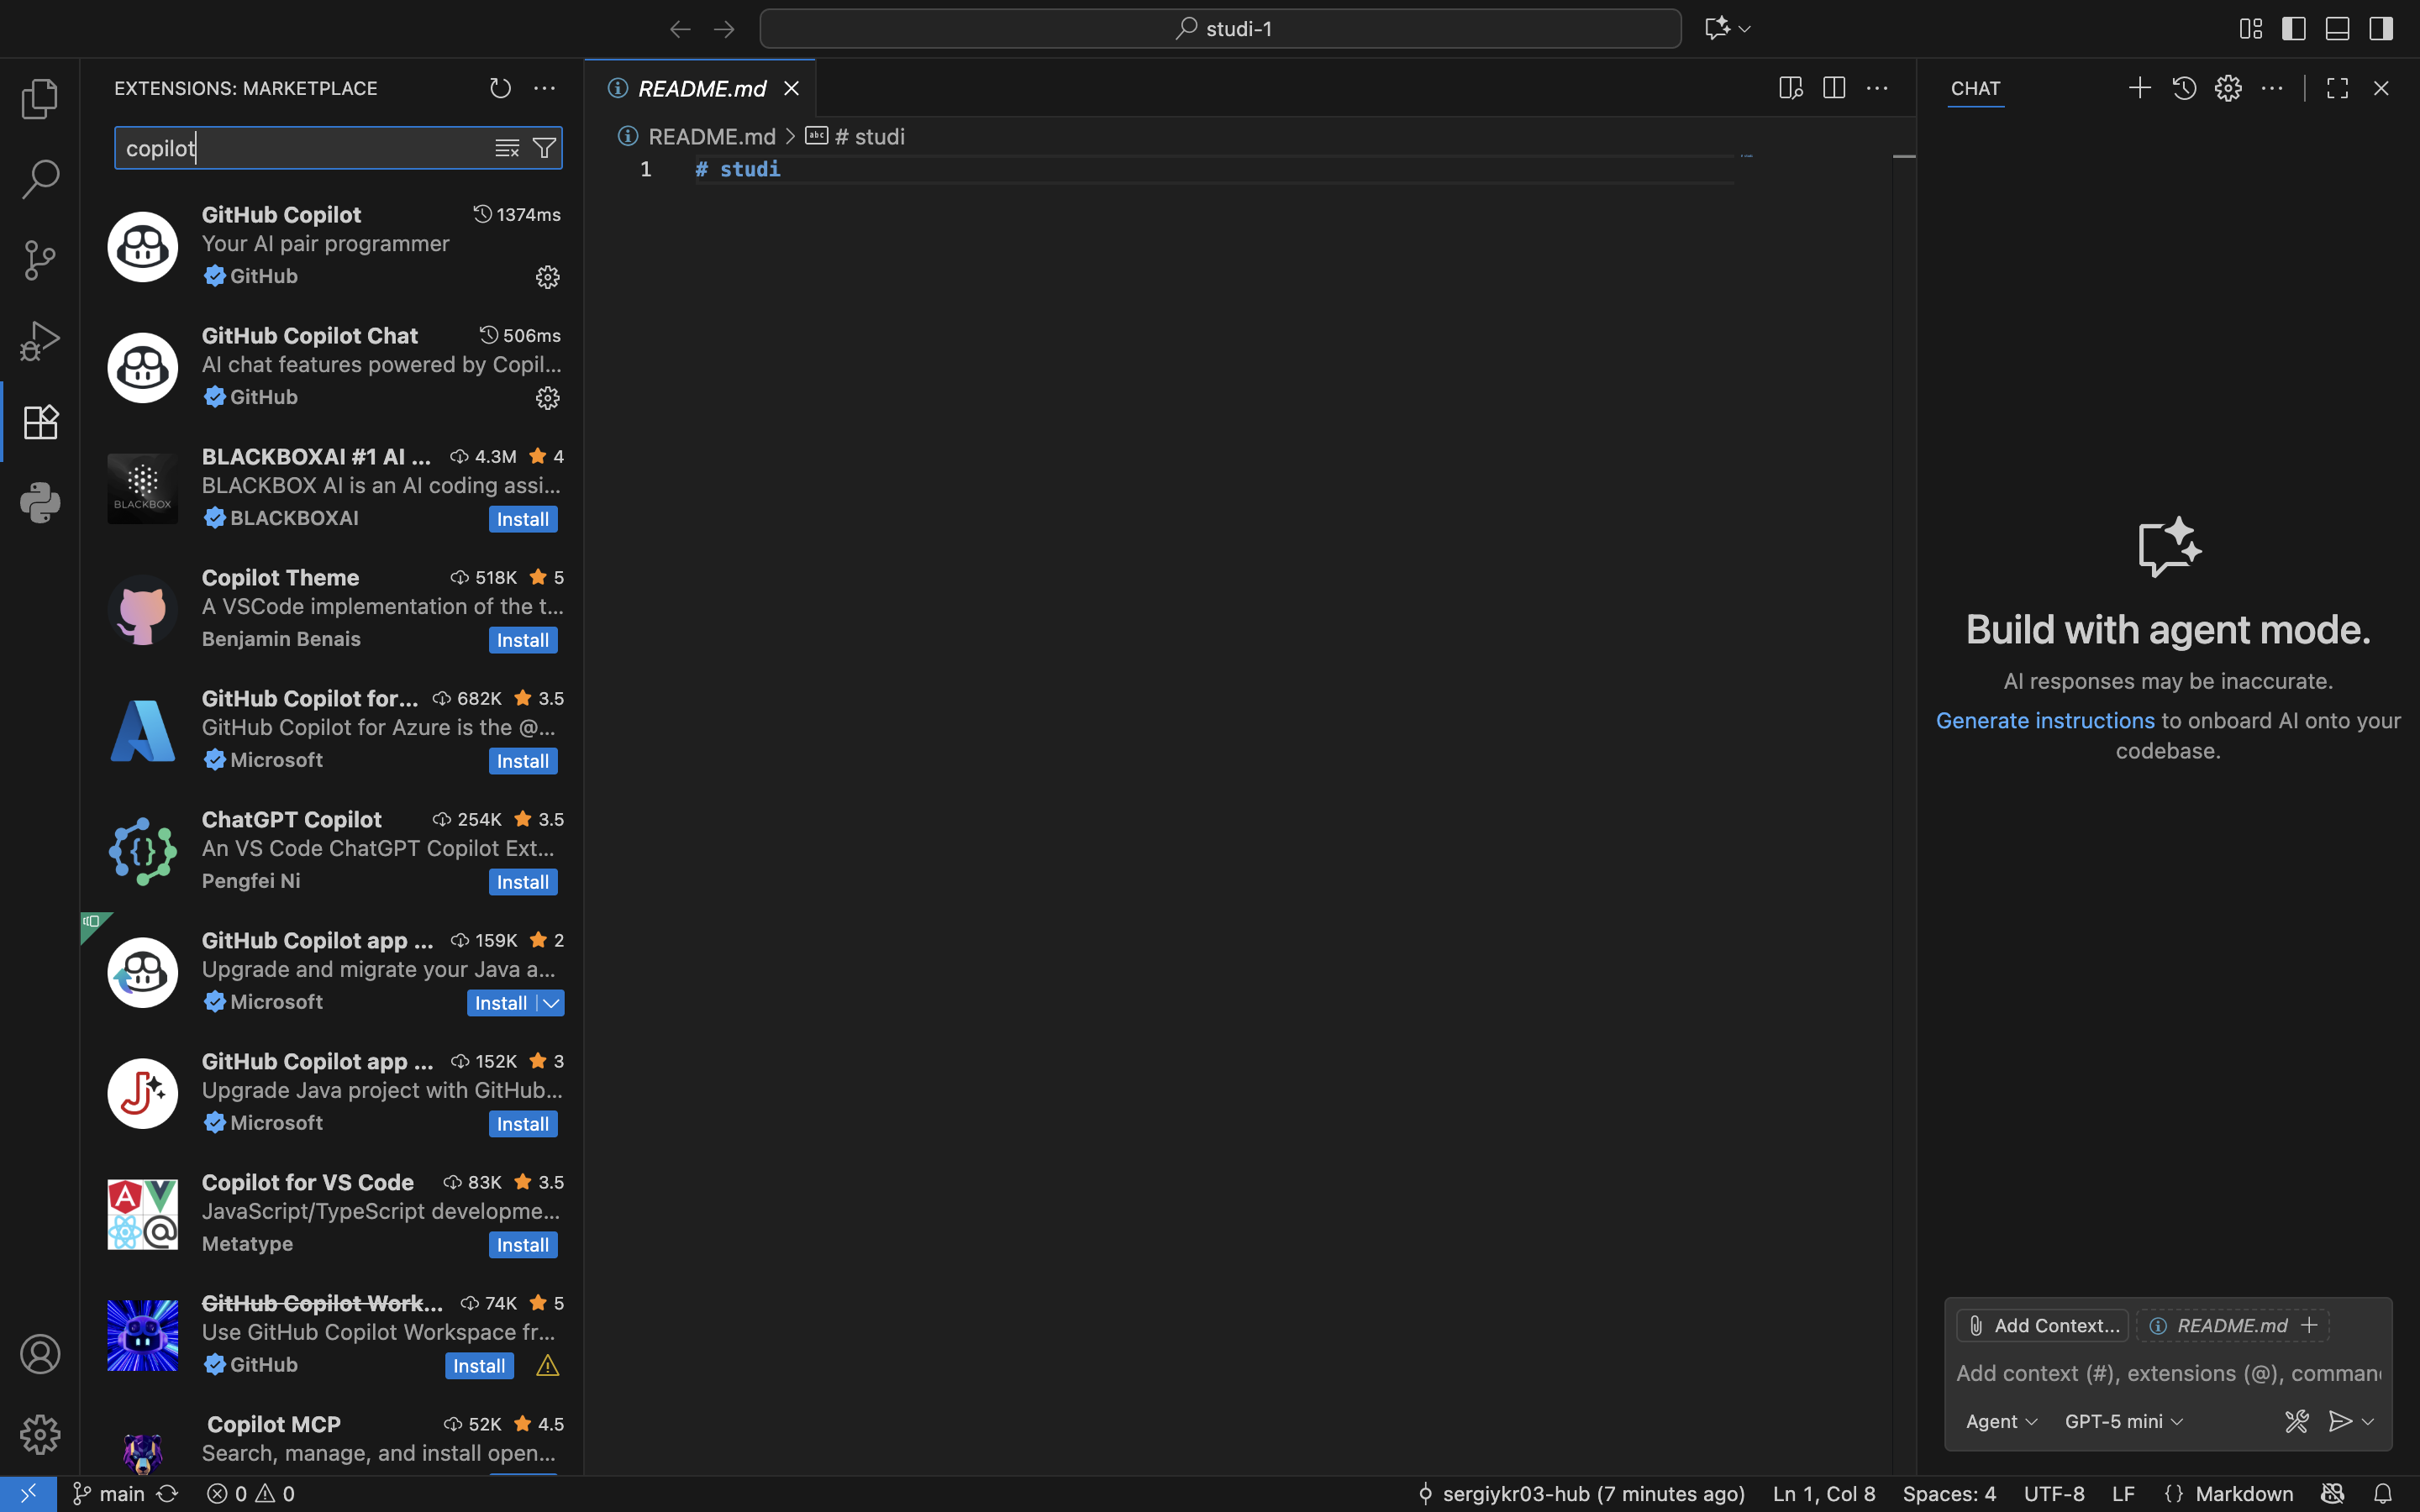 studi-1
EXTENSIONS: MARKETPLACE
copilot
GitHub Copilot 1374ms
Your AI pair programmer
GitHub
GitHub Copilot Chat 506ms
AI chat features powered by Copil...
GitHub
BLACKBOXAI #1 AI ... 4.3M 4
BLACKBOX AI is an AI coding assi...
BLACKBOX
BLACKBOXAI Install
Copilot Theme 518K 5
A VSCode implementation of the t...
Benjamin Benais Install
GitHub Copilot for... 682K 3.5
GitHub Copilot for Azure is the @...
Microsoft Install
ChatGPT Copilot 254K 3.5
An VS Code ChatGPT Copilot Ext...
Pengfei Ni Install
GitHub Copilot app ... 159K 2
Upgrade and migrate your Java a...
Microsoft Install
GitHub Copilot app ... 152K 3
Upgrade Java project with GitHub...
Microsoft Install
Copilot for VS Code 83K 3.5
JavaScript/TypeScript developme...
Metatype Install
GitHub Copilot Work... 74K 5
Use GitHub Copilot Workspace fr...
GitHub Install
Copilot MCP 52K 4.5
Search, manage, and install open...
README.md
README.md > abc # studi
1 # studi
CHAT
Build with agent mode.
AI responses may be inaccurate.
Generate instructions to onboard AI onto your
codebase.
Add Context... README.md +
Add context (#), extensions (@), comman
Agent GPT-5 mini
main 0 0 sergiykr03-hub (7 minutes ago) Ln 1, Col 8 Spaces: 4 UTF-8 LF {} Markdown